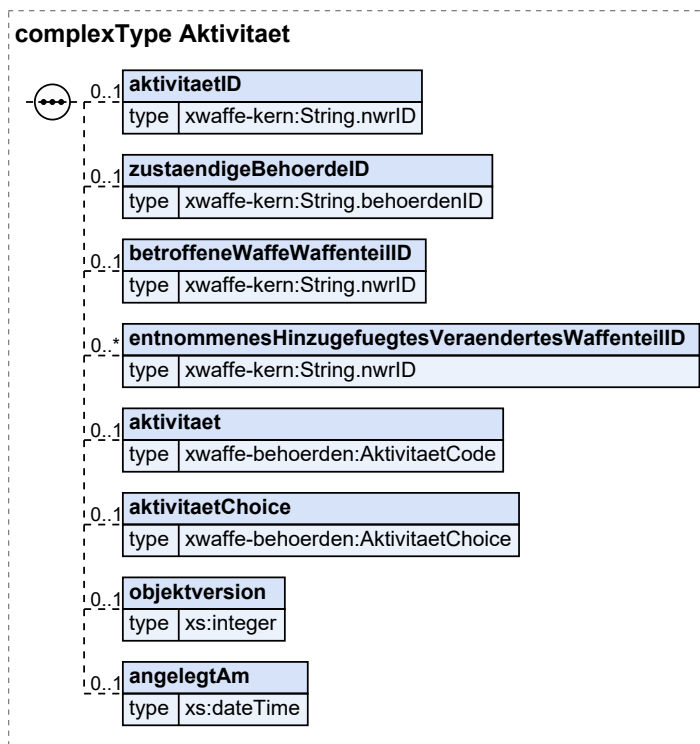 complexType Aktivitaet
0..1 aktivitaetID
type xwaffe-kern:String.nwrID
0..1 zustaendigeBehoerdeID
type xwaffe-kern:String.behoerdenID
0..1 betroffeneWaffeWaffenteilID
type xwaffe-kern:String.nwrID
0..* entnommenesHinzugefuegtesVeraendertesWaffenteilID
type xwaffe-kern:String.nwrID
0..1 aktivitaet
type xwaffe-behoerden:AktivitaetCode
0..1 aktivitaetChoice
type xwaffe-behoerden:AktivitaetChoice
0..1 objektversion
type xs:integer
0..1 angelegtAm
type xs:dateTime